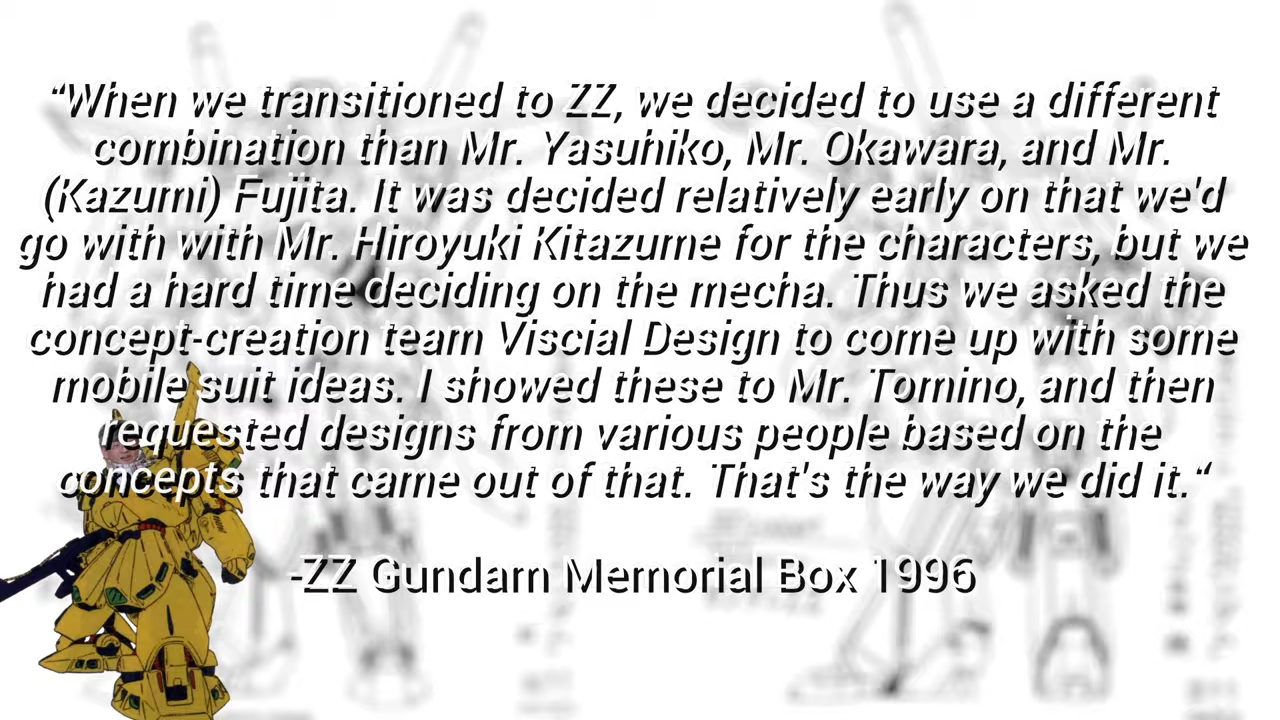 “When we transitioned to ZZ, we decided to use a different
combination than Mr. Yasuhiko, Mr. Okawara, and Mr.
(Kazumi) Fujita. It was decided relatively early on that we'd
go with with Mr. Hiroyuki Kitazume for the characters, but we
had a hard time deciding on the mecha. Thus we asked the
concept-creation team Viscial Design to come up with some
mobile suit ideas. I showed these to Mr. Tomino, and then
requested designs from various people based on the
concepts that came out of that. That's the way we did it.“
-ZZ Gundam Memorial Box 1996